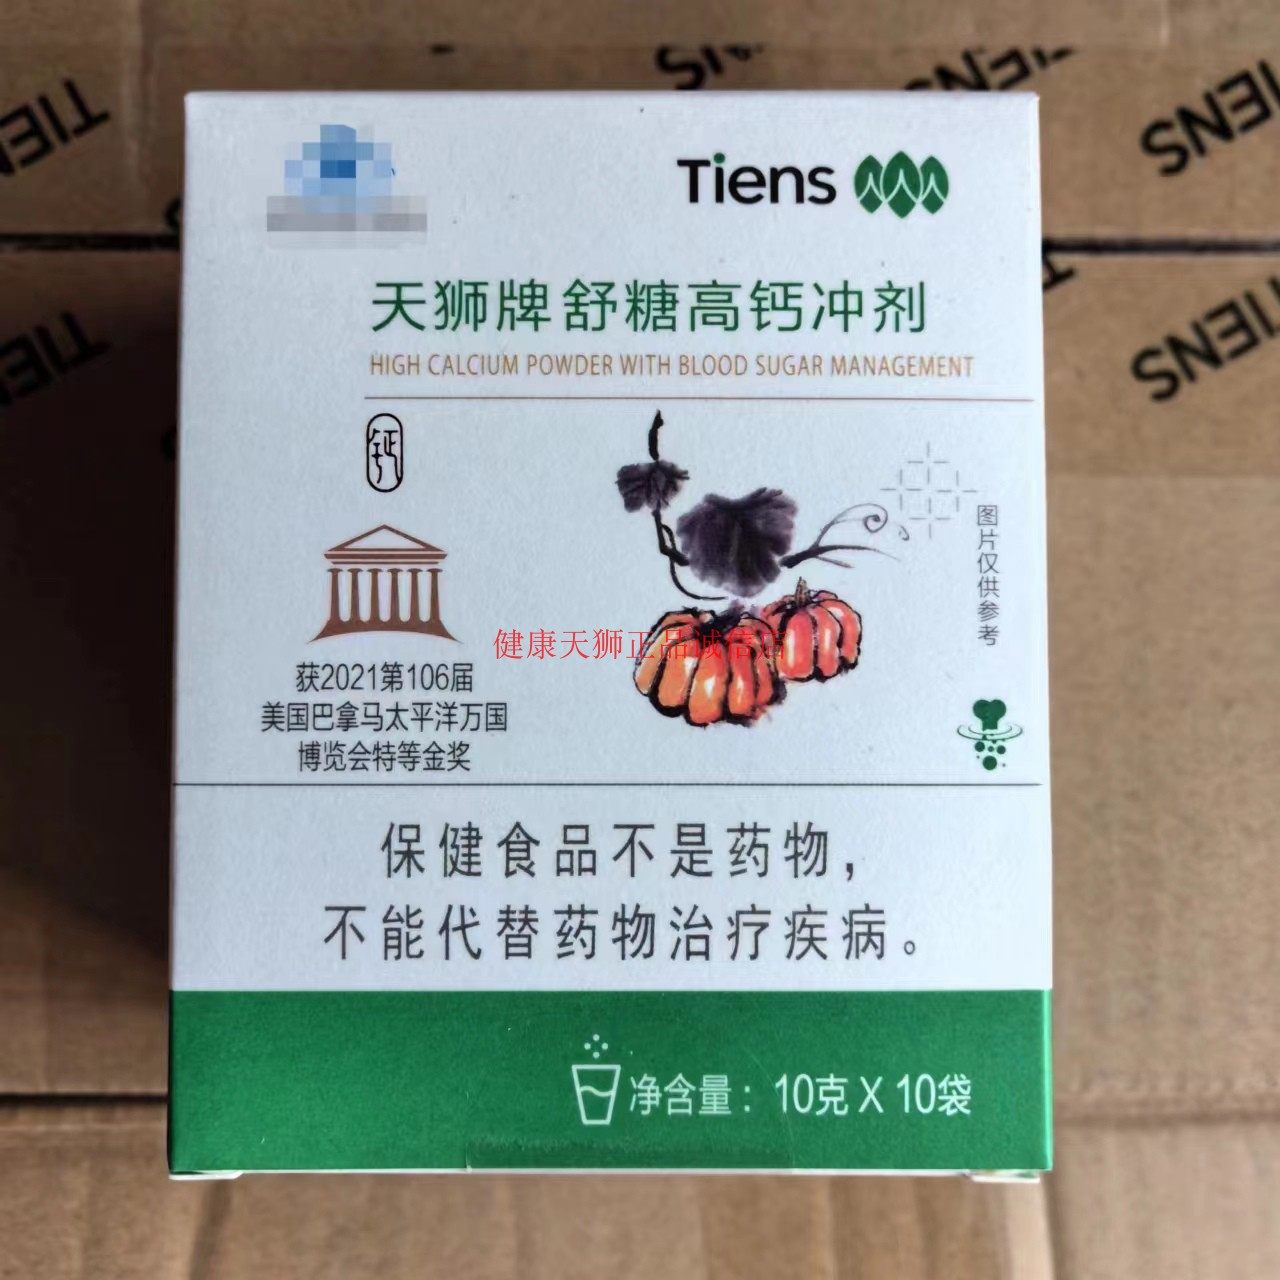 TIENS
TIENS
TIENS
Tiens
天狮牌舒糖高钙冲剂
HIGH CALCIUM POWDER WITH BLOOD SUGAR MANAGEMENT
钙
图片仅供参考
健康天狮正品诚信店
获2021第106届
美国巴拿马太平洋万国
博览会特等金奖
保健食品不是药物，
不能代替药物治疗疾病。
净含量：10克 X 10袋
TIENS
TIENS